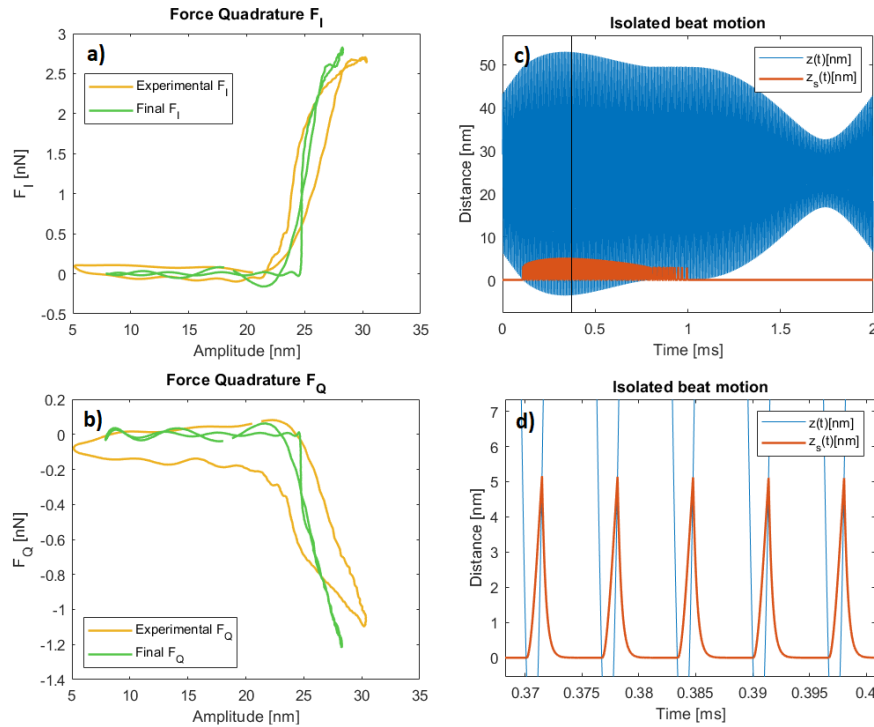 Force Quadrature F_I
a)
Experimental F_I
Final F_I
3
2.5
2
1.5
1
0.5
0
-0.5
F_I [nN]
5 10 15 20 25 30 35
Amplitude [nm]
Isolated beat motion
c)
z(t)[nm]
z_s(t)[nm]
50
40
30
20
10
0
Distance [nm]
0 0.5 1 1.5 2
Time [ms]
Force Quadrature F_Q
b)
0.2
0
-0.2
-0.4
-0.6
-0.8
-1
-1.2
-1.4
F_Q [nN]
Experimental F_Q
Final F_Q
5 10 15 20 25 30 35
Amplitude [nm]
Isolated beat motion
d)
z(t)[nm]
z_s(t)[nm]
7
6
5
4
3
2
1
0
Distance [nm]
0.37 0.375 0.38 0.385 0.39 0.395 0.4
Time [ms]